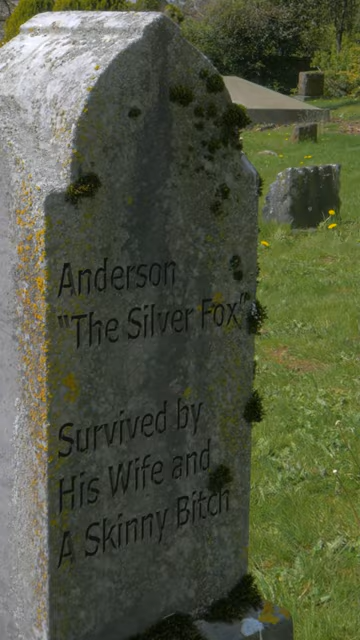 Anderson
"The Silver Fox"
Survived by
His Wife and
A Skinny Bitch